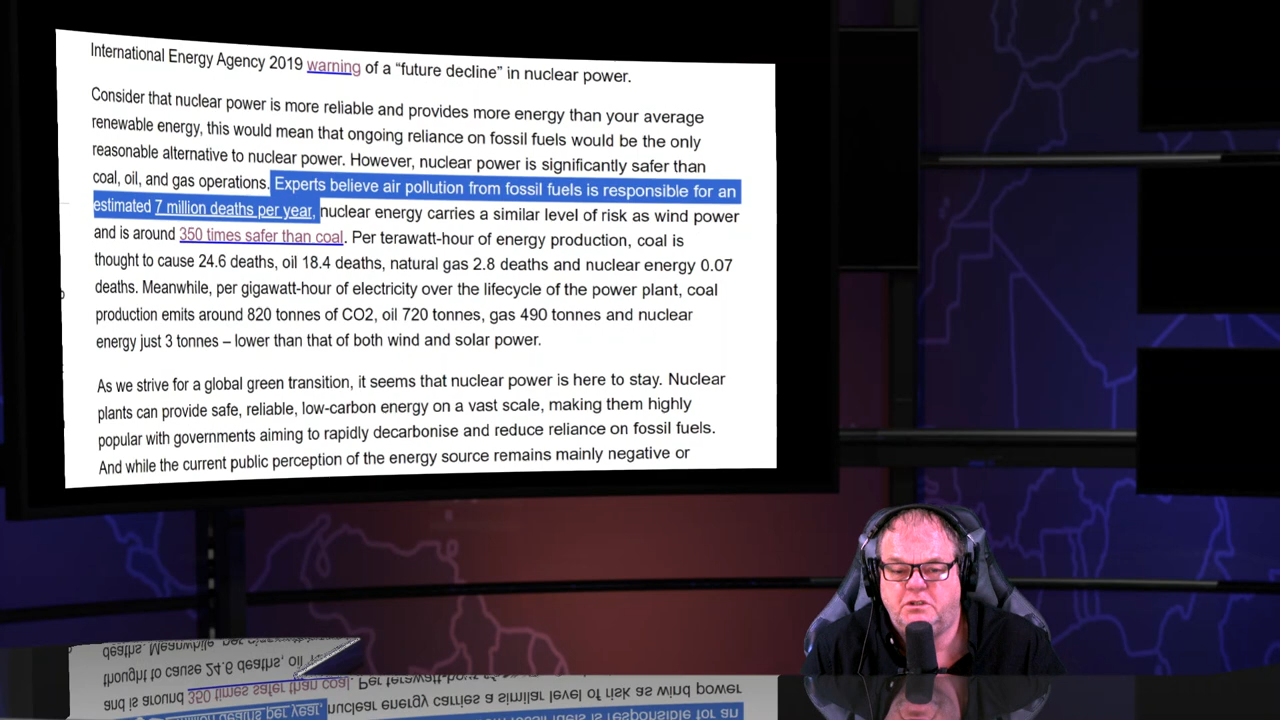 International Energy Agency 2019 warning of a “future decline” in nuclear power.
Consider that nuclear power is more reliable and provides more energy than your average
renewable energy, this would mean that ongoing reliance on fossil fuels would be the only
reasonable alternative to nuclear power. However, nuclear power is significantly safer than
coal, oil, and gas operations. Experts believe air pollution from fossil fuels is responsible for an
estimated 7 million deaths per year, nuclear energy carries a similar level of risk as wind power
and is around 350 times safer than coal. Per terawatt-hour of energy production, coal is
thought to cause 24.6 deaths, oil 18.4 deaths, natural gas 2.8 deaths and nuclear energy 0.07
deaths. Meanwhile, per gigawatt-hour of electricity over the lifecycle of the power plant, coal
production emits around 820 tonnes of CO2, oil 720 tonnes, gas 490 tonnes and nuclear
energy just 3 tonnes – lower than that of both wind and solar power.
As we strive for a global green transition, it seems that nuclear power is here to stay. Nuclear
plants can provide safe, reliable, low-carbon energy on a vast scale, making them highly
popular with governments aiming to rapidly decarbonise and reduce reliance on fossil fuels.
And while the current public perception of the energy source remains mainly negative or